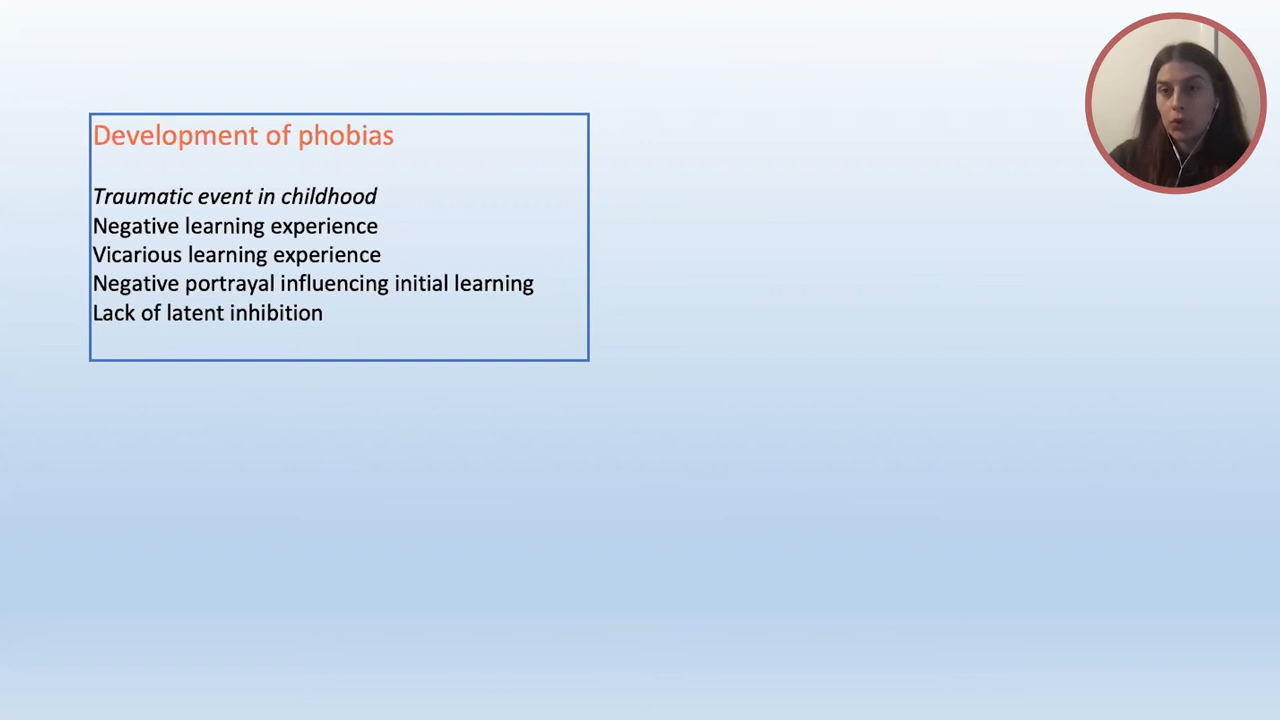 Development of phobias
Traumatic event in childhood
Negative learning experience
Vicarious learning experience
Negative portrayal influencing initial learning
Lack of latent inhibition